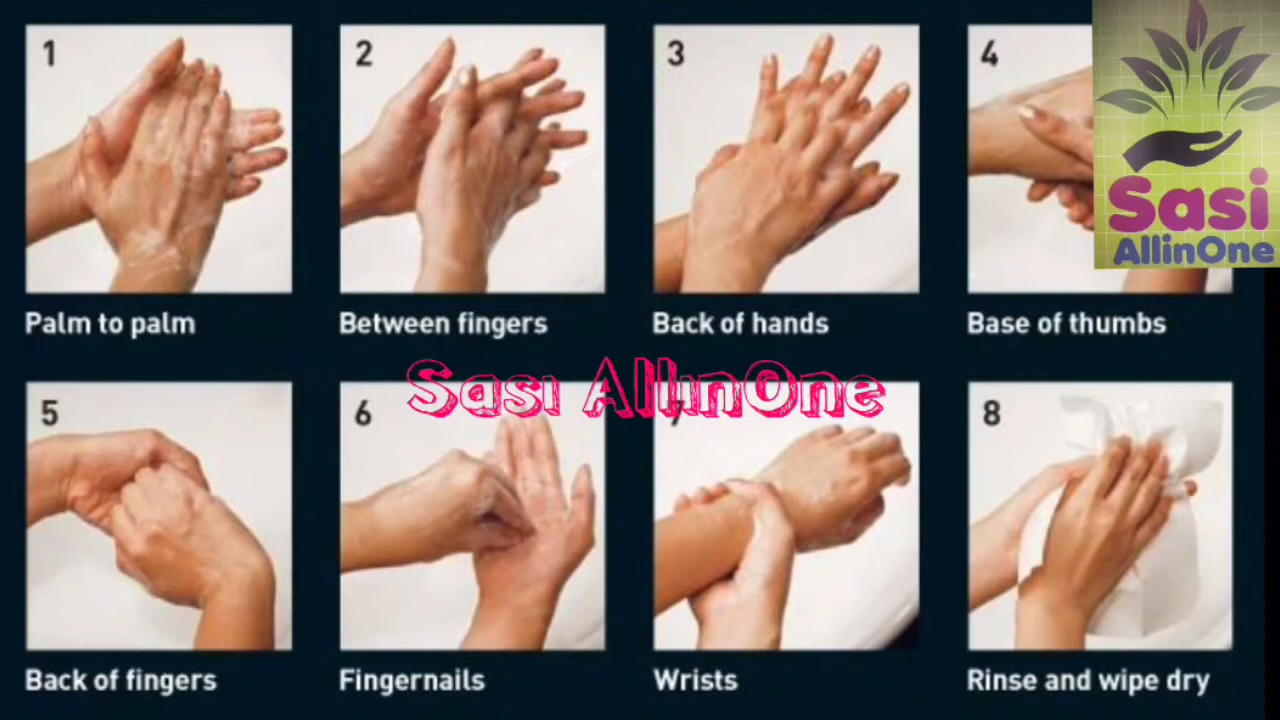 1
2
3
4
Sasi
AllinOne
Palm to palm
Between fingers
Back of hands
Base of thumbs
Sasi AllinOne
5
6
7
8
Back of fingers
Fingernails
Wrists
Rinse and wipe dry